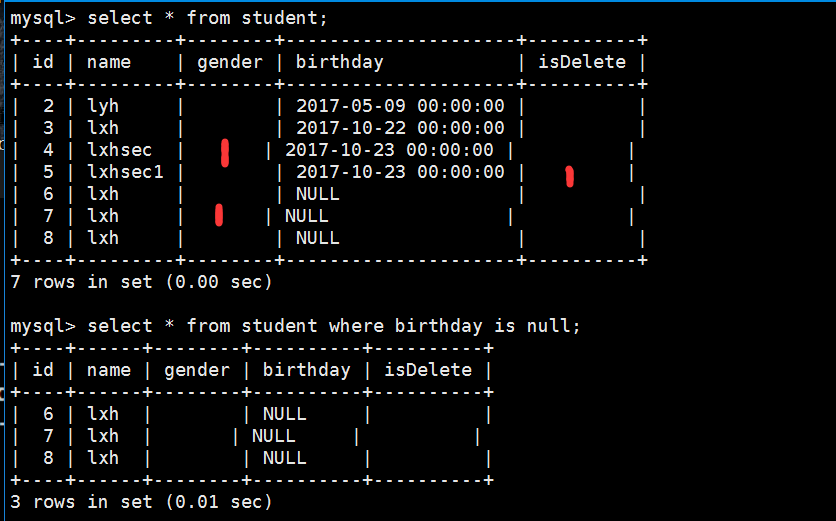 mysql> select * from student;
+----+---------+--------+---------------------+----------+
| id | name    | gender | birthday            | isDelete |
+----+---------+--------+---------------------+----------+
|  2 | lyh     |        | 2017-05-09 00:00:00 |          |
|  3 | lxh     |        | 2017-10-22 00:00:00 |          |
|  4 | lxhsec  |       | 2017-10-23 00:00:00 |          |
|  5 | lxhsec1 |        | 2017-10-23 00:00:00 |         |
|  6 | lxh     |        | NULL                |          |
|  7 | lxh     |       | NULL                |          |
|  8 | lxh     |        | NULL                |          |
+----+---------+--------+---------------------+----------+
7 rows in set (0.00 sec)
mysql> select * from student where birthday is null;
+----+------+--------+----------+----------+
| id | name | gender | birthday | isDelete |
+----+------+--------+----------+----------+
|  6 | lxh  |        | NULL     |          |
|  7 | lxh  |       | NULL     |          |
|  8 | lxh  |        | NULL     |          |
+----+------+--------+----------+----------+
3 rows in set (0.01 sec)